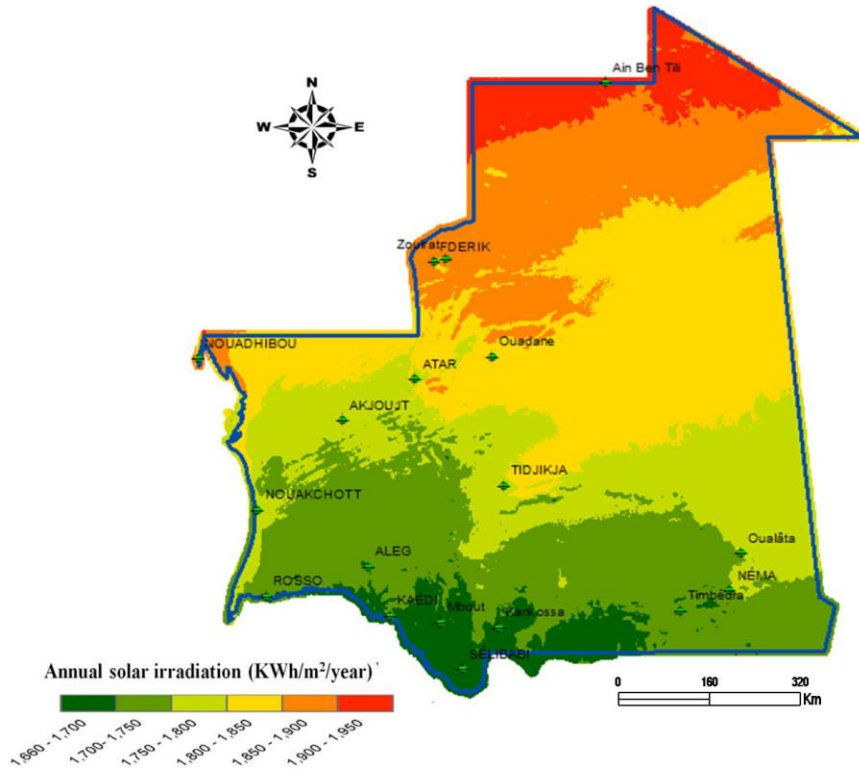 Ain Ben Tili
N
W E
S
Zouirat FDERIK
NOUADHIBOU
Ouadane
ATAR
AKJOUJT
TIDJIKJA
NOUAKCHOTT
Oualâta
ALEG
NÉMA
ROSSO
Timbedra
KAEDI
Mbout
Kankossa
SÉLIBABI
Annual solar irradiation (KWh/m²/year)
0 160 320
Km
1,660 - 1,700
1,700- 1,750
1,750 - 1,800
1,800 - 1,850
1,850 - 1,900
1,900 - 1,950